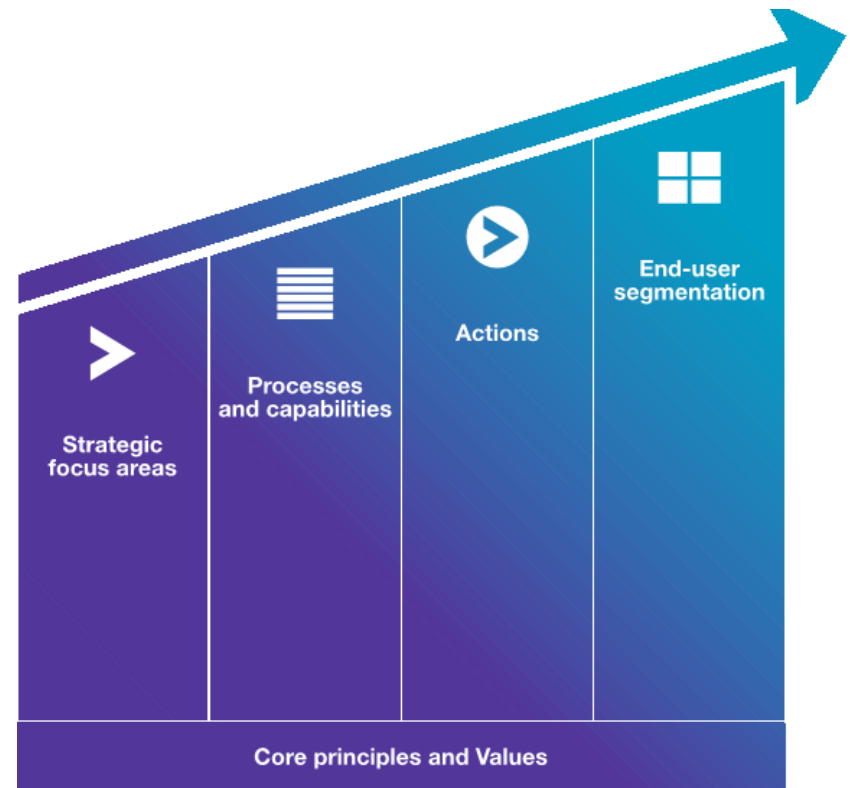 Strategic
focus areas
Processes
and capabilities
Actions
End-user
segmentation
Core principles and Values